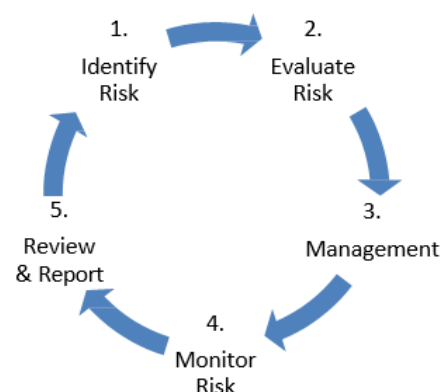 1.
Identify
Risk
2.
Evaluate
Risk
3.
Management
4.
Monitor
Risk
5.
Review
& Report